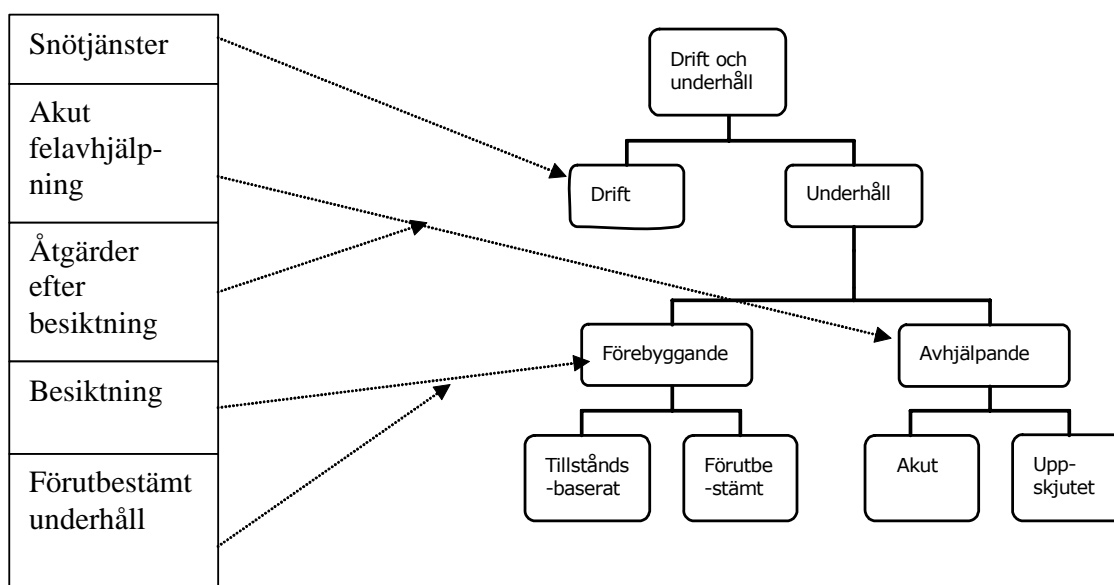 Snötjänster
Akut
felavhjälp-
ning
Åtgärder
efter
besiktning
Besiktning
Förutbestämt
underhåll
Drift och
underhåll
Drift
Underhåll
Förebyggande
Avhjälpande
Tillstånds
-baserat
Förutbe
-stämt
Akut
Upp-
skjutet